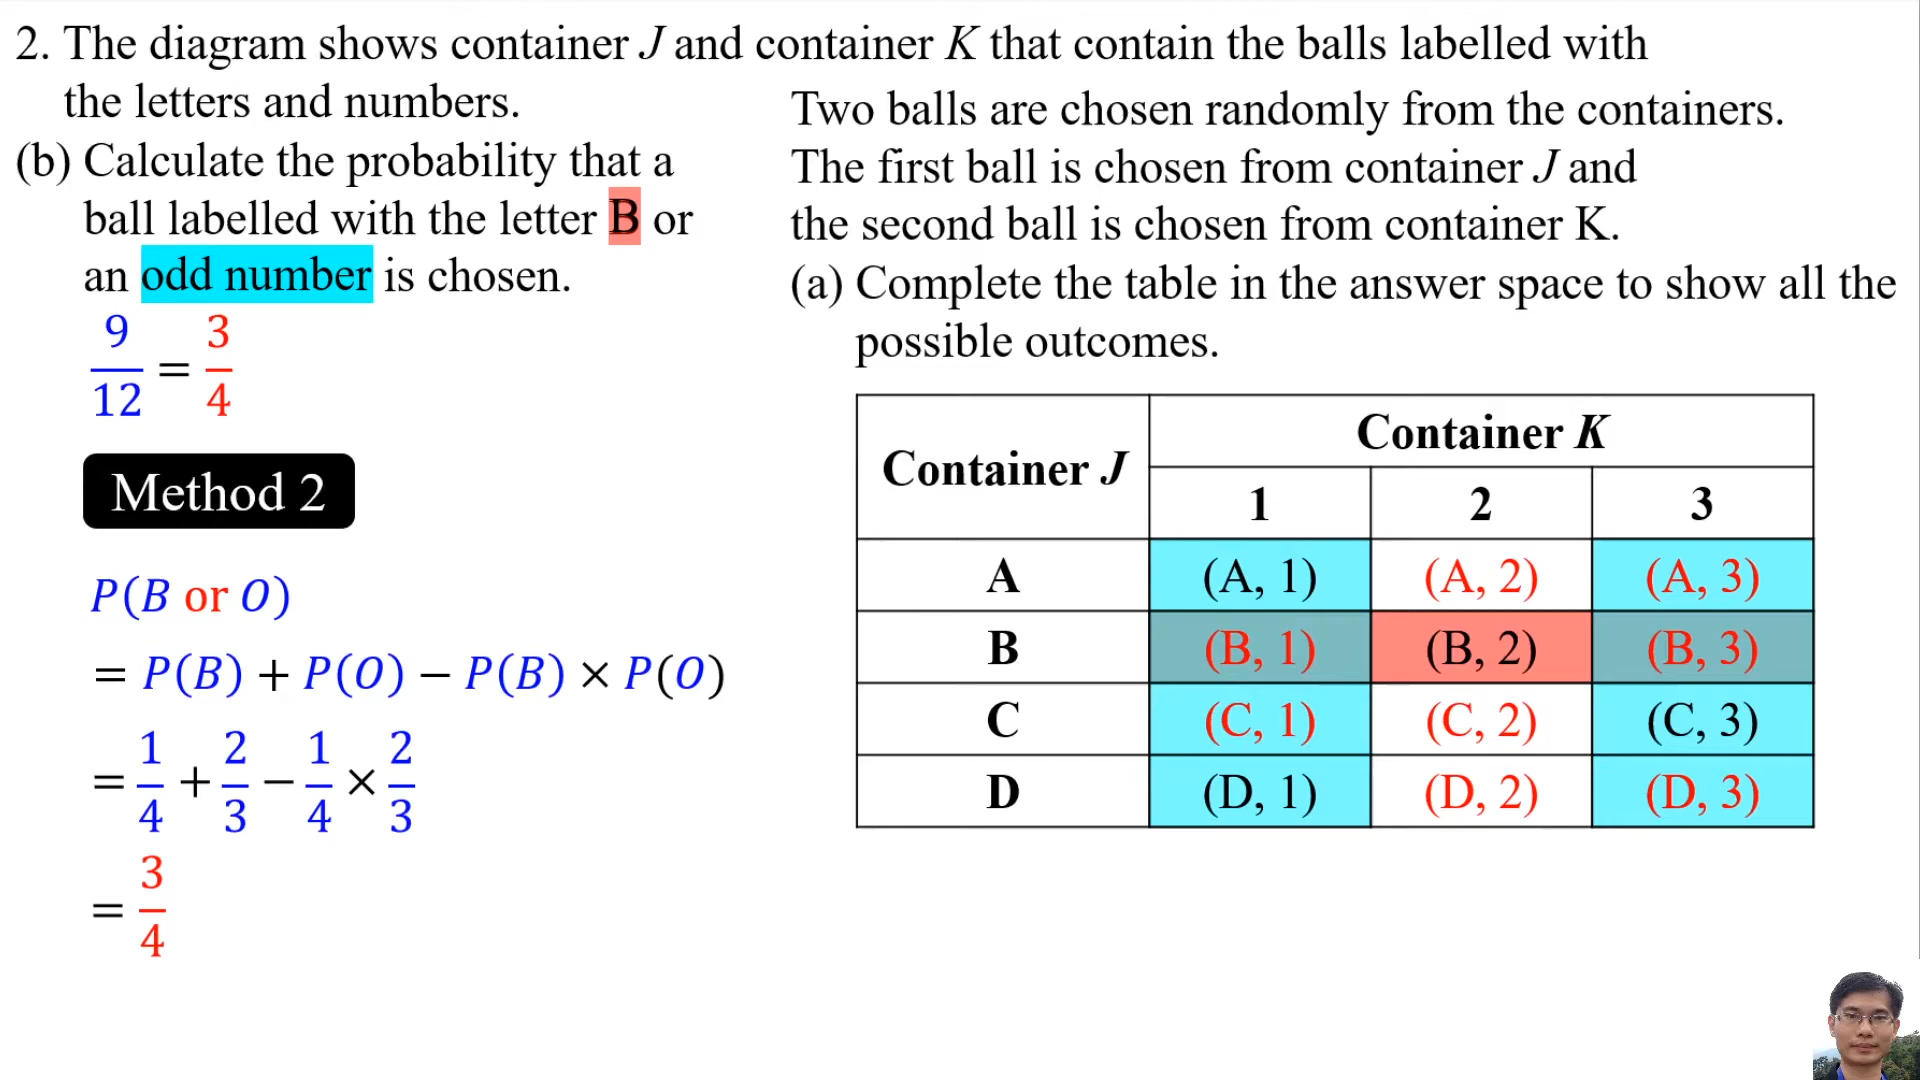 2. The diagram shows container J and container K that contain the balls labelled with
the letters and numbers.
(b) Calculate the probability that a
ball labelled with the letter B or
an odd number is chosen.
9/12 = 3/4
Method 2
P(B or O)
= P(B) + P(O) − P(B) × P(O)
= 1/4 + 2/3 − 1/4 × 2/3
= 3/4
Two balls are chosen randomly from the containers.
The first ball is chosen from container J and
the second ball is chosen from container K.
(a) Complete the table in the answer space to show all the
possible outcomes.
Container J
Container K
1 2 3
A (A, 1) (A, 2) (A, 3)
B (B, 1) (B, 2) (B, 3)
C (C, 1) (C, 2) (C, 3)
D (D, 1) (D, 2) (D, 3)